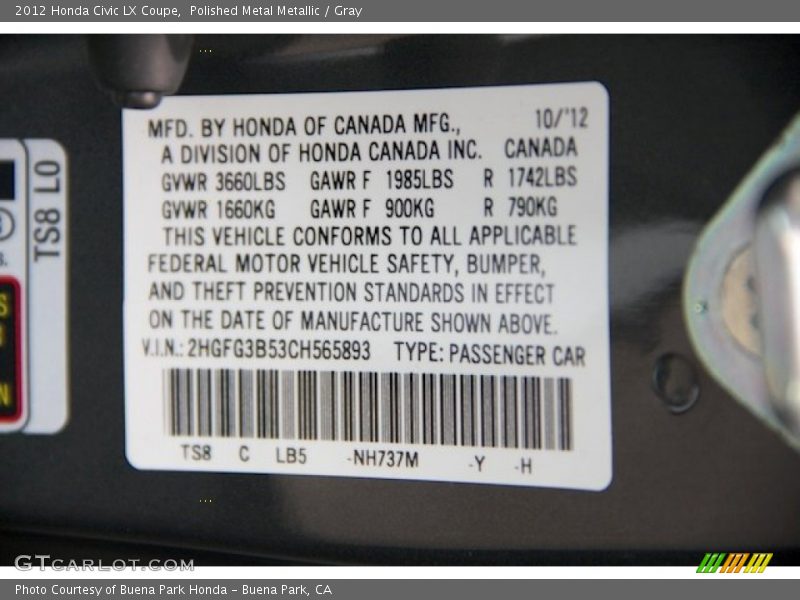 2012 Honda Civic LX Coupe, Polished Metal Metallic / Gray
TS8 L0
MFD. BY HONDA OF CANADA MFG., 10/'12
A DIVISION OF HONDA CANADA INC. CANADA
GVWR 3660LBS GAWR F 1985LBS R 1742LBS
GVWR 1660KG GAWR F 900KG R 790KG
THIS VEHICLE CONFORMS TO ALL APPLICABLE
FEDERAL MOTOR VEHICLE SAFETY, BUMPER,
AND THEFT PREVENTION STANDARDS IN EFFECT
ON THE DATE OF MANUFACTURE SHOWN ABOVE.
V.I.N.: 2HGFG3B53CH565893 TYPE: PASSENGER CAR
TS8 C LB5 -NH737M -Y -H
GTCARLOT.COM
Photo Courtesy of Buena Park Honda - Buena Park, CA